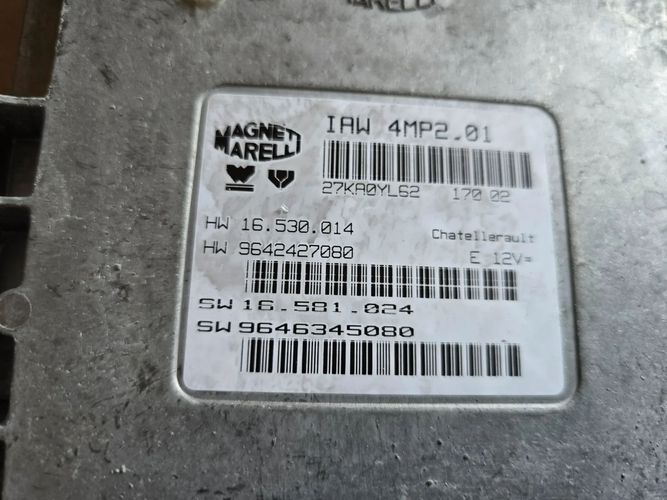 MARELLI
MAGNETI
MARELLI
IAW 4MP2.01
27KA0YL62 170 02
HW 16.530.014
Chatellerault
HW 9642427080
E 12V=
SW 16.581.024
SW 9646345080